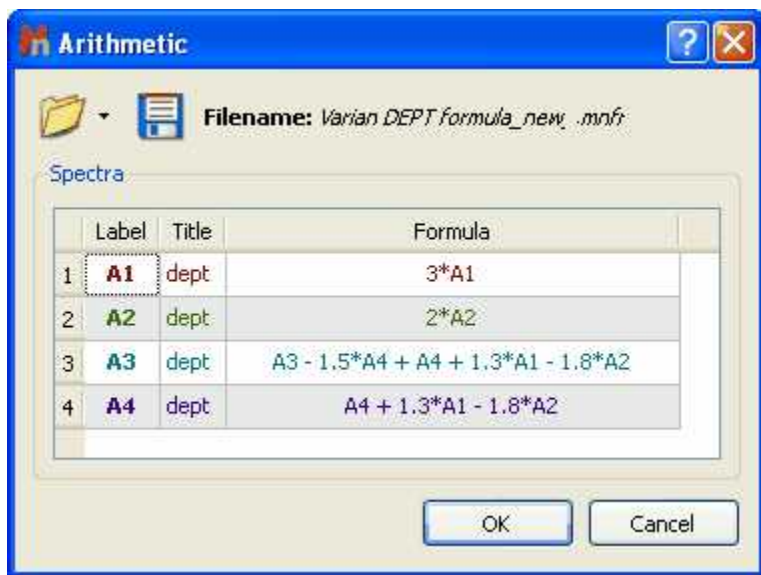 Arithmetic
Filename: Varian DEPT formula_new_ .mnfr
Spectra
Label Title Formula
1 A1 dept 3*A1
2 A2 dept 2*A2
3 A3 dept A3 - 1.5*A4 + A4 + 1.3*A1 - 1.8*A2
4 A4 dept A4 + 1.3*A1 - 1.8*A2
OK Cancel